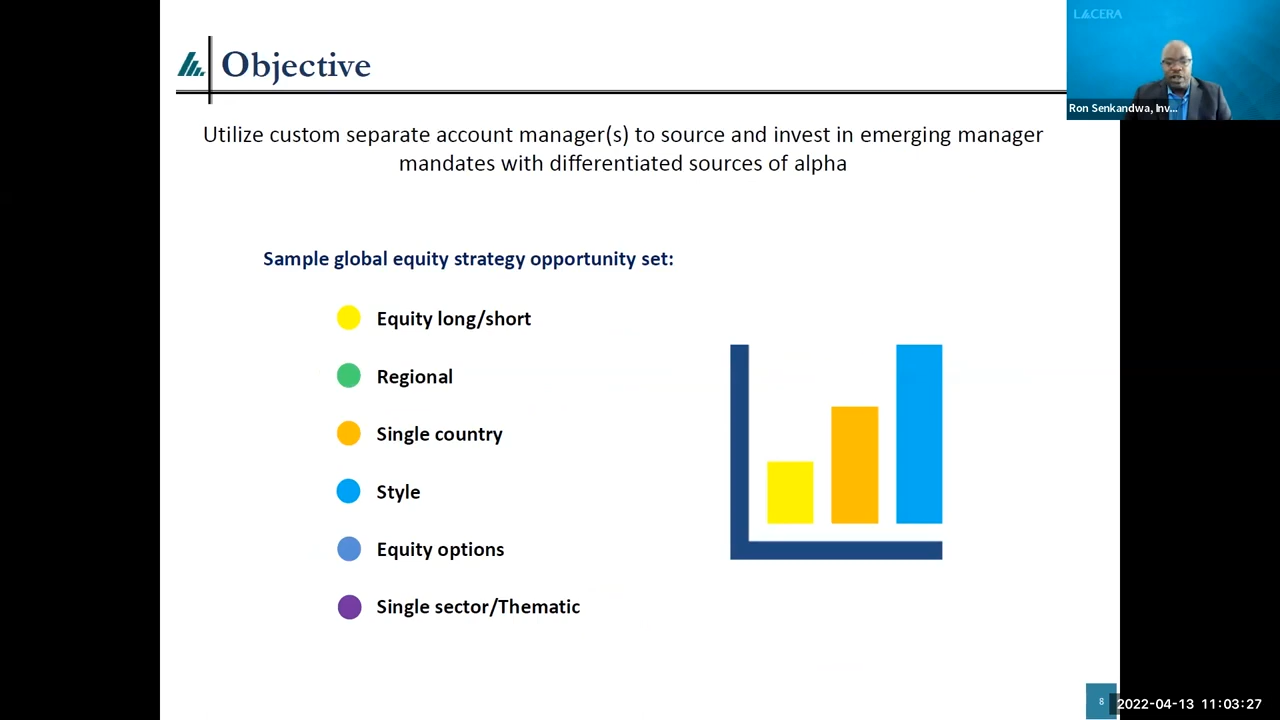 Objective
LACERA
Ron Senkandwa, Inv...
Utilize custom separate account manager(s) to source and invest in emerging manager
mandates with differentiated sources of alpha
Sample global equity strategy opportunity set:
Equity long/short
Regional
Single country
Style
Equity options
Single sector/Thematic
8
2022-04-13 11:03:27